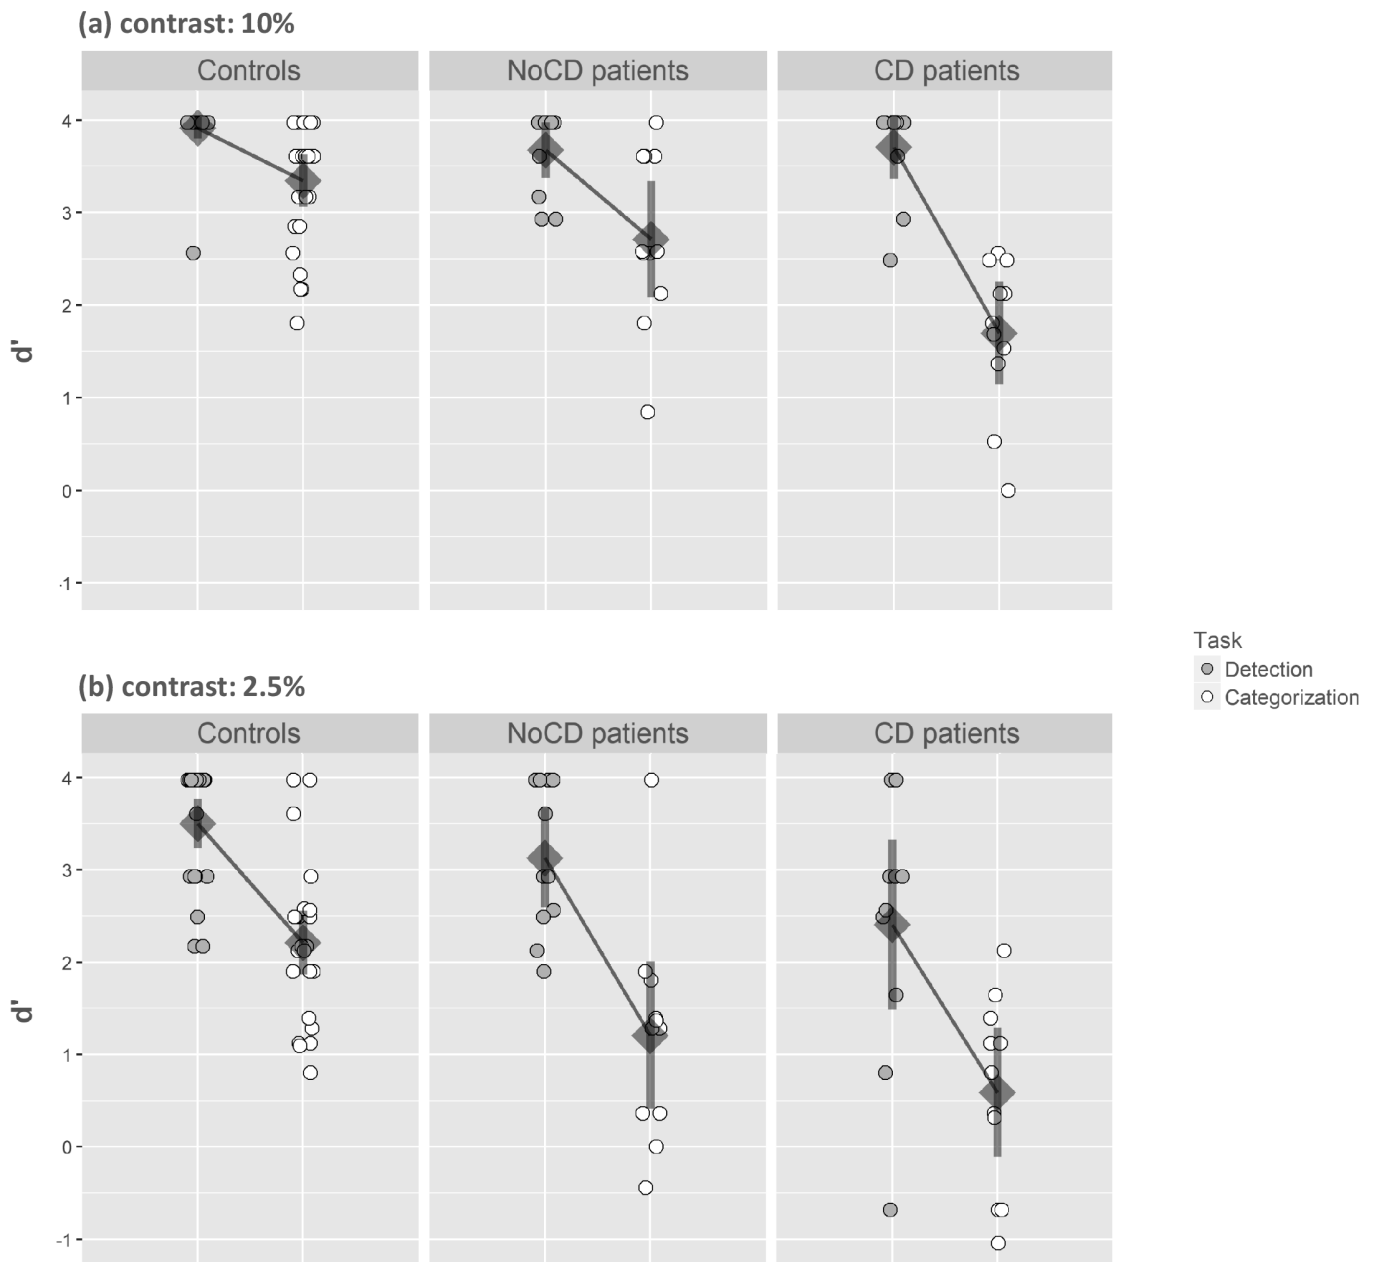 (a) contrast: 10%
Controls NoCD patients CD patients
4
3
2
1
0
-1
d'
Task
Detection
Categorization
(b) contrast: 2.5%
Controls NoCD patients CD patients
4
3
2
1
0
-1
d'